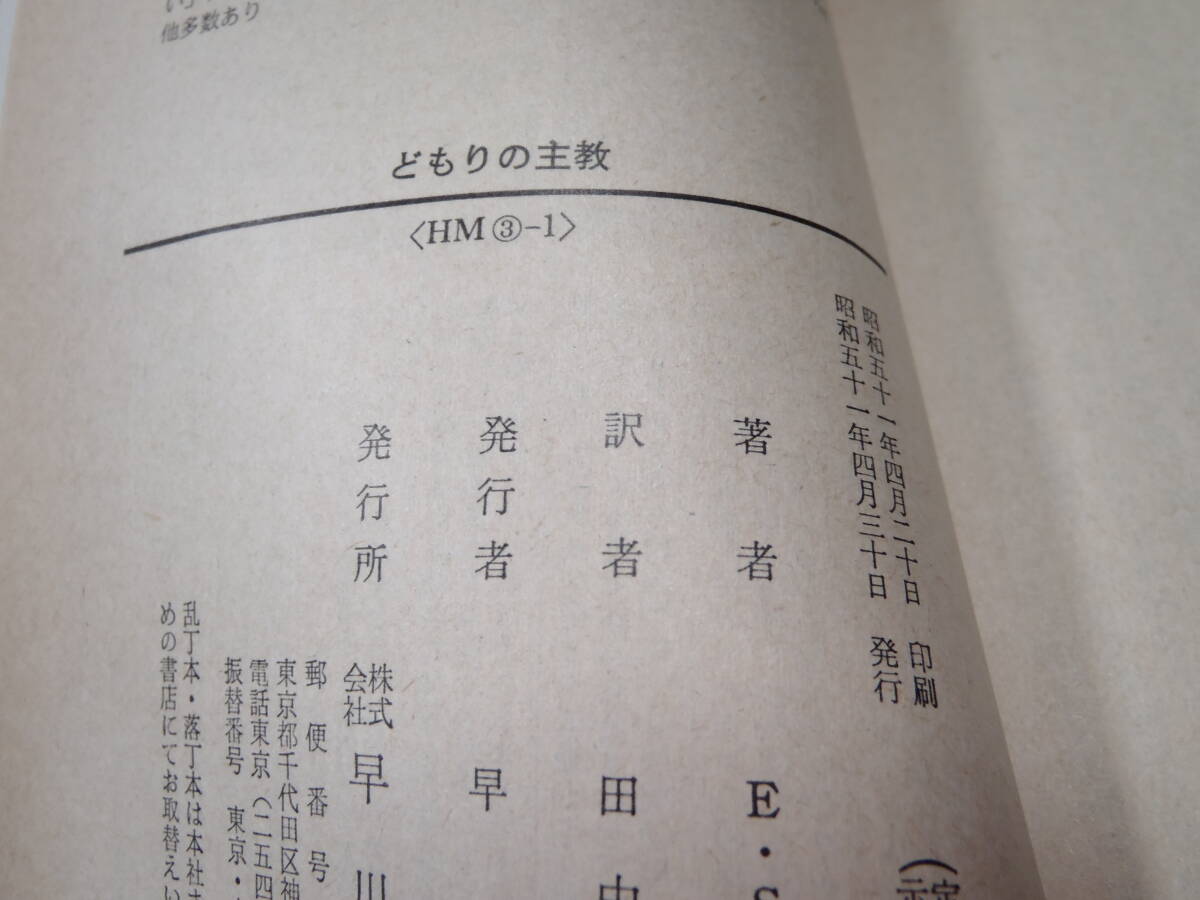 他多数あり
どもりの主教
〈HM③-1〉
昭和五十一年四月二十日 印刷
昭和五十一年四月三十日 発行
著者 E・S
訳者 田中
発行者 早
発行所 株式会社 早川
郵便番号
東京都千代田区神
電話東京(二五四
振替番号 東京・
乱丁本・落丁本は本社ま
めの書店にてお取替えい